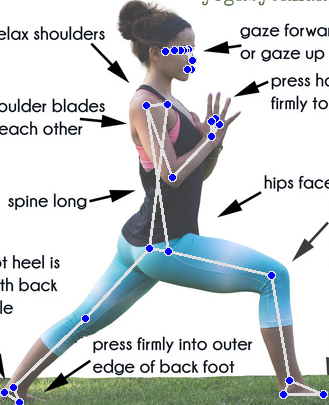 elax shoulders
gaze forwar
or gaze up
press ha
firmly to
oulder blades
each other
hips face
spine long
t heel is
th back
le
press firmly into outer
edge of back foot